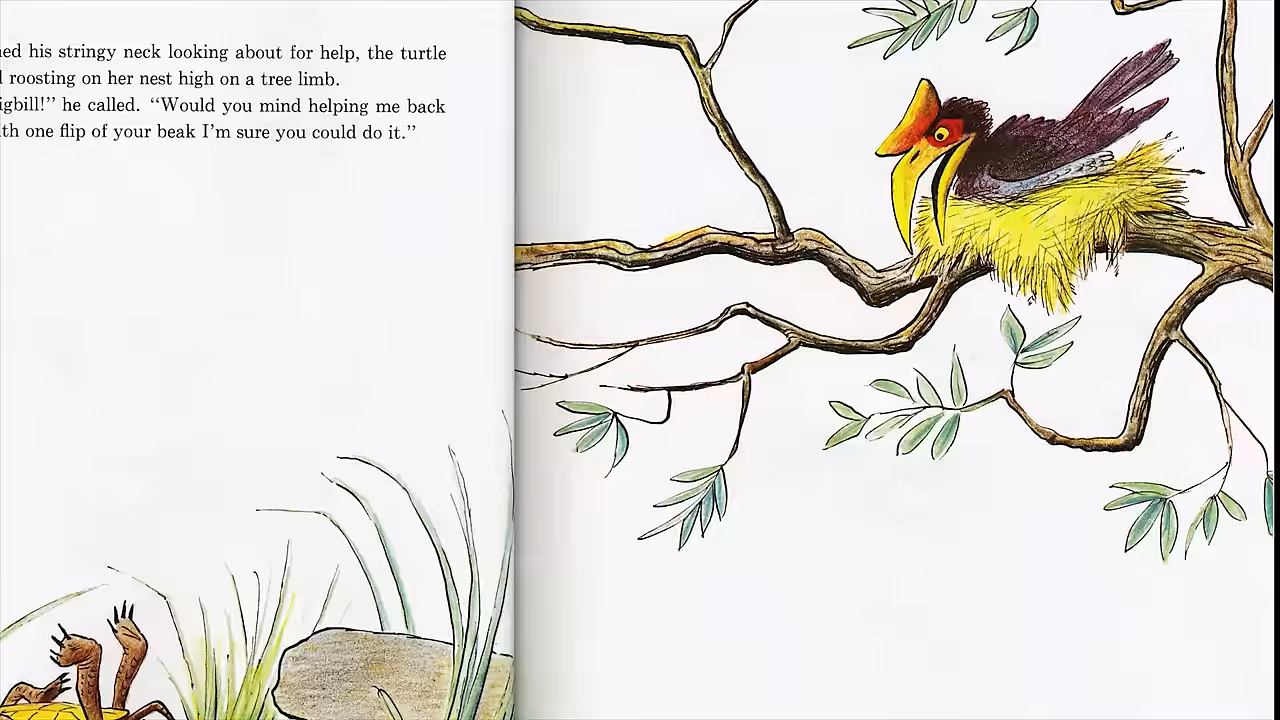 ned his stringy neck looking about for help, the turtle
l roosting on her nest high on a tree limb.
igbill!” he called. “Would you mind helping me back
th one flip of your beak I’m sure you could do it.”